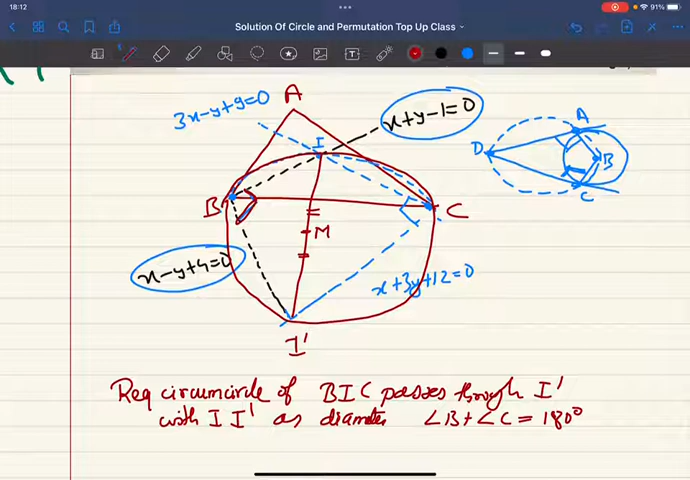 18:12
91%
Solution Of Circle and Permutation Top Up Class
3x-y+9=0
A
x+y-1=0
I
A
D
B
C
B
C
M
x-y+4=0
x+3y+12=0
I'
Req circumcircle of BIC passes through I'
with II' as diameter ∠B+∠C=180°